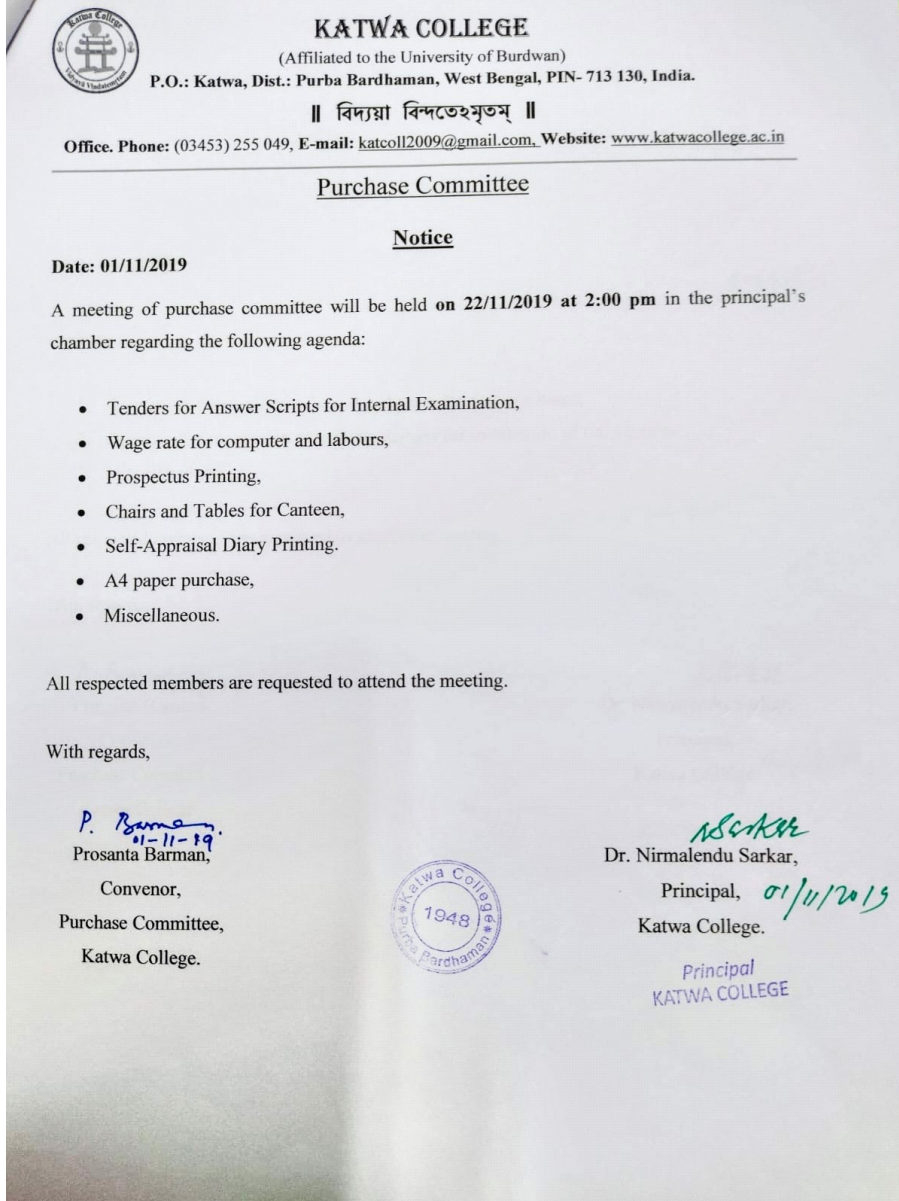 Katwa College
Vidyayā Vindatemṛtam
KATWA COLLEGE
(Affiliated to the University of Burdwan)
P.O.: Katwa, Dist.: Purba Bardhaman, West Bengal, PIN- 713 130, India.
॥ বিদ্যয়া বিন্দতেঽমৃতম্ ॥
Office. Phone: (03453) 255 049, E-mail: katcoll2009@gmail.com, Website: www.katwacollege.ac.in
Purchase Committee
Notice
Date: 01/11/2019
A meeting of purchase committee will be held on 22/11/2019 at 2:00 pm in the principal's
chamber regarding the following agenda:
• Tenders for Answer Scripts for Internal Examination,
• Wage rate for computer and labours,
• Prospectus Printing,
• Chairs and Tables for Canteen,
• Self-Appraisal Diary Printing.
• A4 paper purchase,
• Miscellaneous.
All respected members are requested to attend the meeting.
With regards,
P. Barman.
01-11-19
Prosanta Barman,
Convenor,
Purchase Committee,
Katwa College.
Katwa College
1948
Purba Bardhaman
NSarkar
Dr. Nirmalendu Sarkar,
Principal, 01/11/2019
Katwa College.
Principal
KATWA COLLEGE